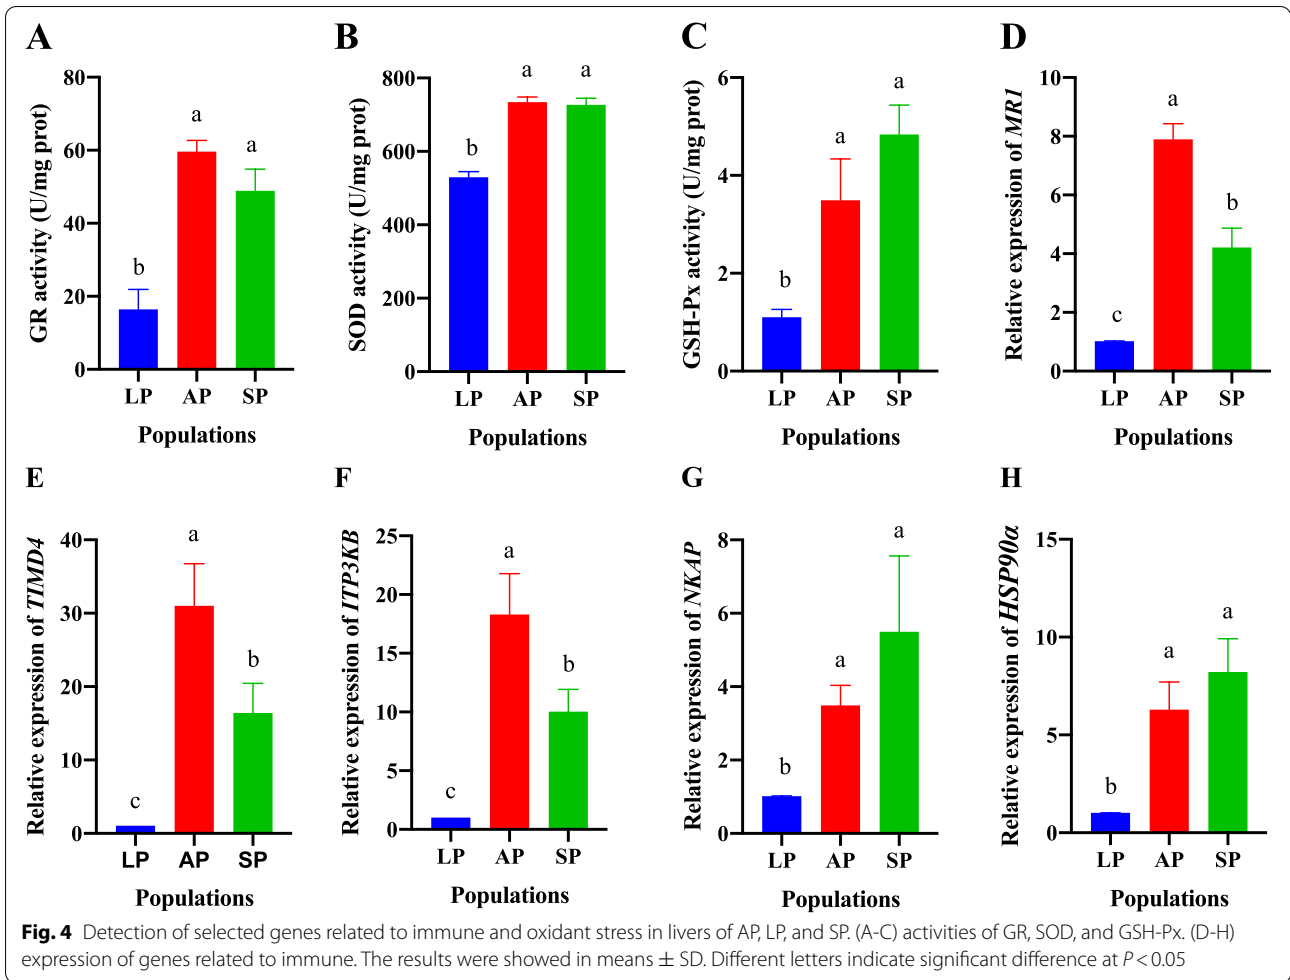 A
GR activity (U/mg prot)
80
60
40
20
0
b
a
a
LP AP SP
Populations
B
SOD activity (U/mg prot)
800
600
400
200
0
b
a
a
LP AP SP
Populations
C
GSH-Px activity (U/mg prot)
6
4
2
0
b
a
a
LP AP SP
Populations
D
Relative expression of MR1
10
8
6
4
2
0
c
a
b
LP AP SP
Populations
E
Relative expression of TIMD4
40
30
20
10
0
c
a
b
LP AP SP
Populations
F
Relative expression of ITP3KB
25
20
15
10
5
0
c
a
b
LP AP SP
Populations
G
Relative expression of NKAP
8
6
4
2
0
b
a
a
LP AP SP
Populations
H
Relative expression of HSP90α
15
10
5
0
b
a
a
LP AP SP
Populations
Fig. 4 Detection of selected genes related to immune and oxidant stress in livers of AP, LP, and SP. (A-C) activities of GR, SOD, and GSH-Px. (D-H)
expression of genes related to immune. The results were showed in means ± SD. Different letters indicate significant difference at P < 0.05